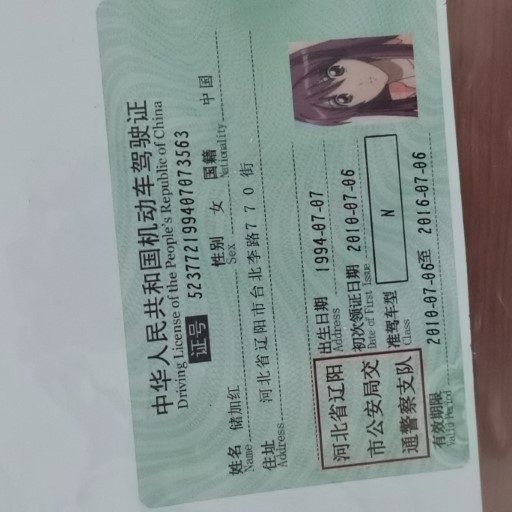 中华人民共和国机动车驾驶证
Driving License of the People's Republic of China
证号 523772199407073563
姓名 储加红 性别 女 国籍 中国
Name Sex Nationality
住址 河北省辽阳市台北李路770街
Address
河北省辽阳
市公安局交
通警察支队
出生日期 1994-07-07
Address
初次领证日期 2010-07-06
Date of First Issue
准驾车型 N
Class
有效期限 2010-07-06至 2016-07-06
Valid Period